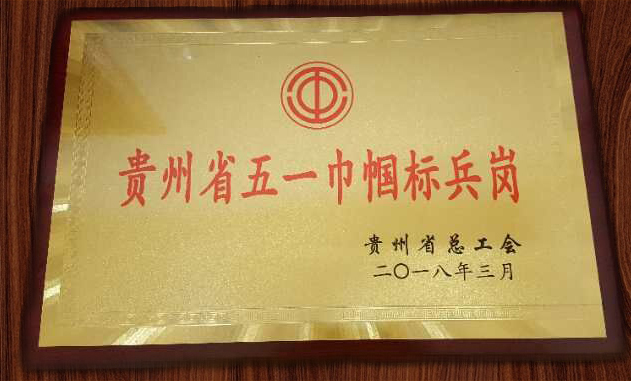 贵州省五一巾帼标兵岗
贵州省总工会
二〇一八年三月